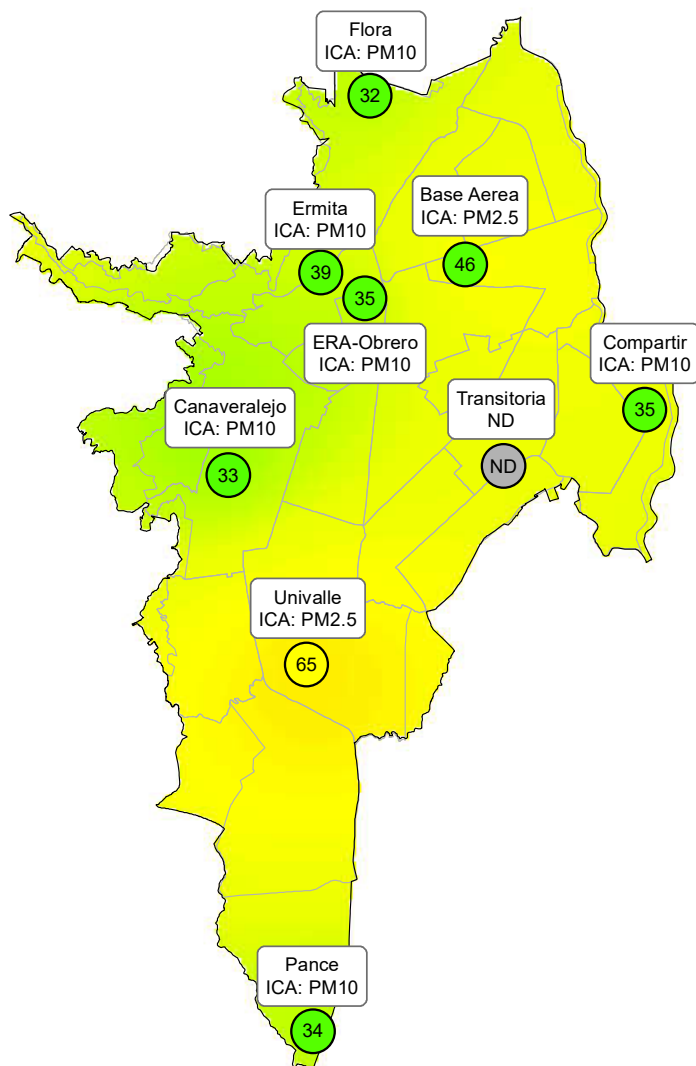 Flora
ICA: PM10
32
Ermita
ICA: PM10
39
Base Aerea
ICA: PM2.5
46
35
ERA-Obrero
ICA: PM10
Compartir
ICA: PM10
35
Canaveralejo
ICA: PM10
33
Transitoria
ND
ND
Univalle
ICA: PM2.5
65
Pance
ICA: PM10
34